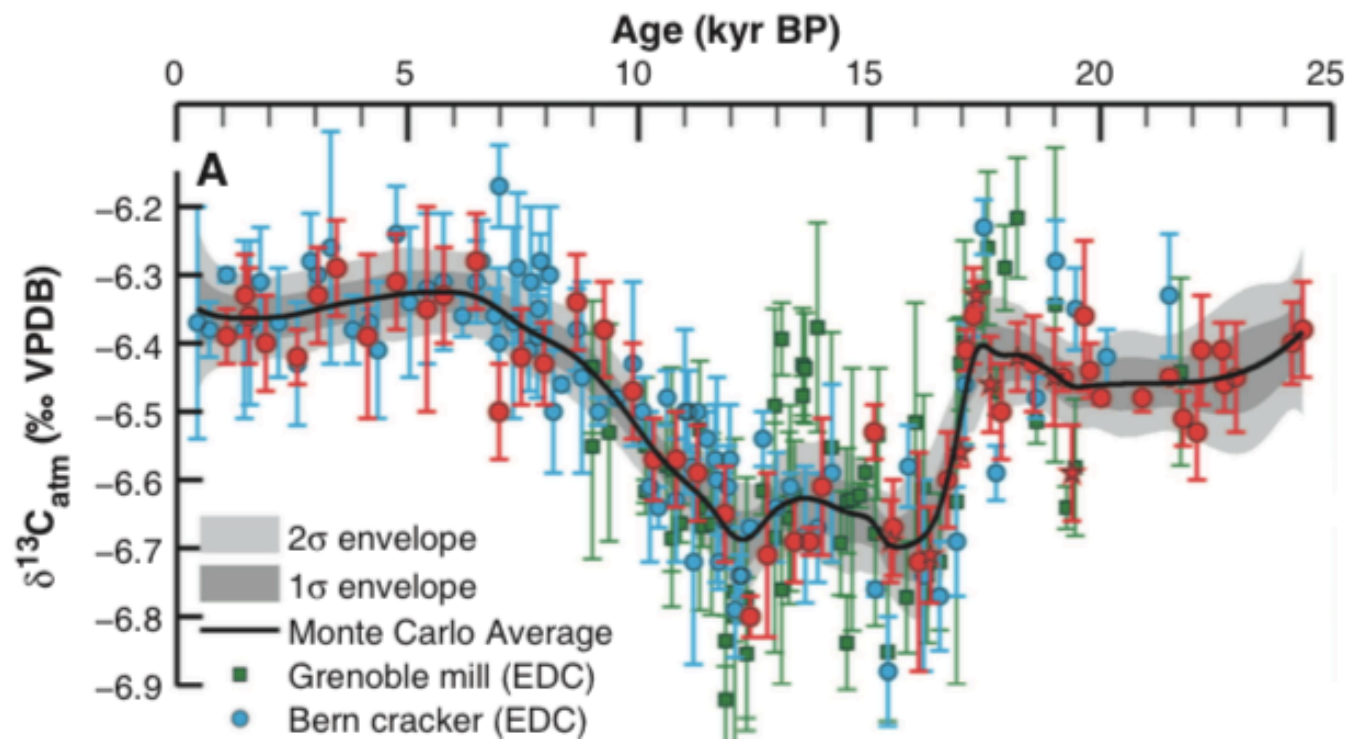 Age (kyr BP)
0 5 10 15 20 25
A
−6.2
−6.3
−6.4
−6.5
−6.6
−6.7
−6.8
−6.9
δ¹³C_atm (‰ VPDB)
2σ envelope
1σ envelope
Monte Carlo Average
Grenoble mill (EDC)
Bern cracker (EDC)